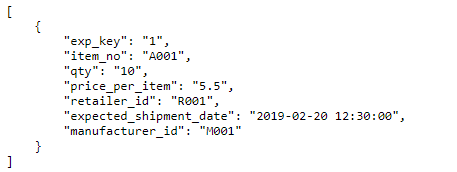 [
    {
        "exp_key": "1",
        "item_no": "A001",
        "qty": "10",
        "price_per_item": "5.5",
        "retailer_id": "R001",
        "expected_shipment_date": "2019-02-20 12:30:00",
        "manufacturer_id": "M001"
    }
]